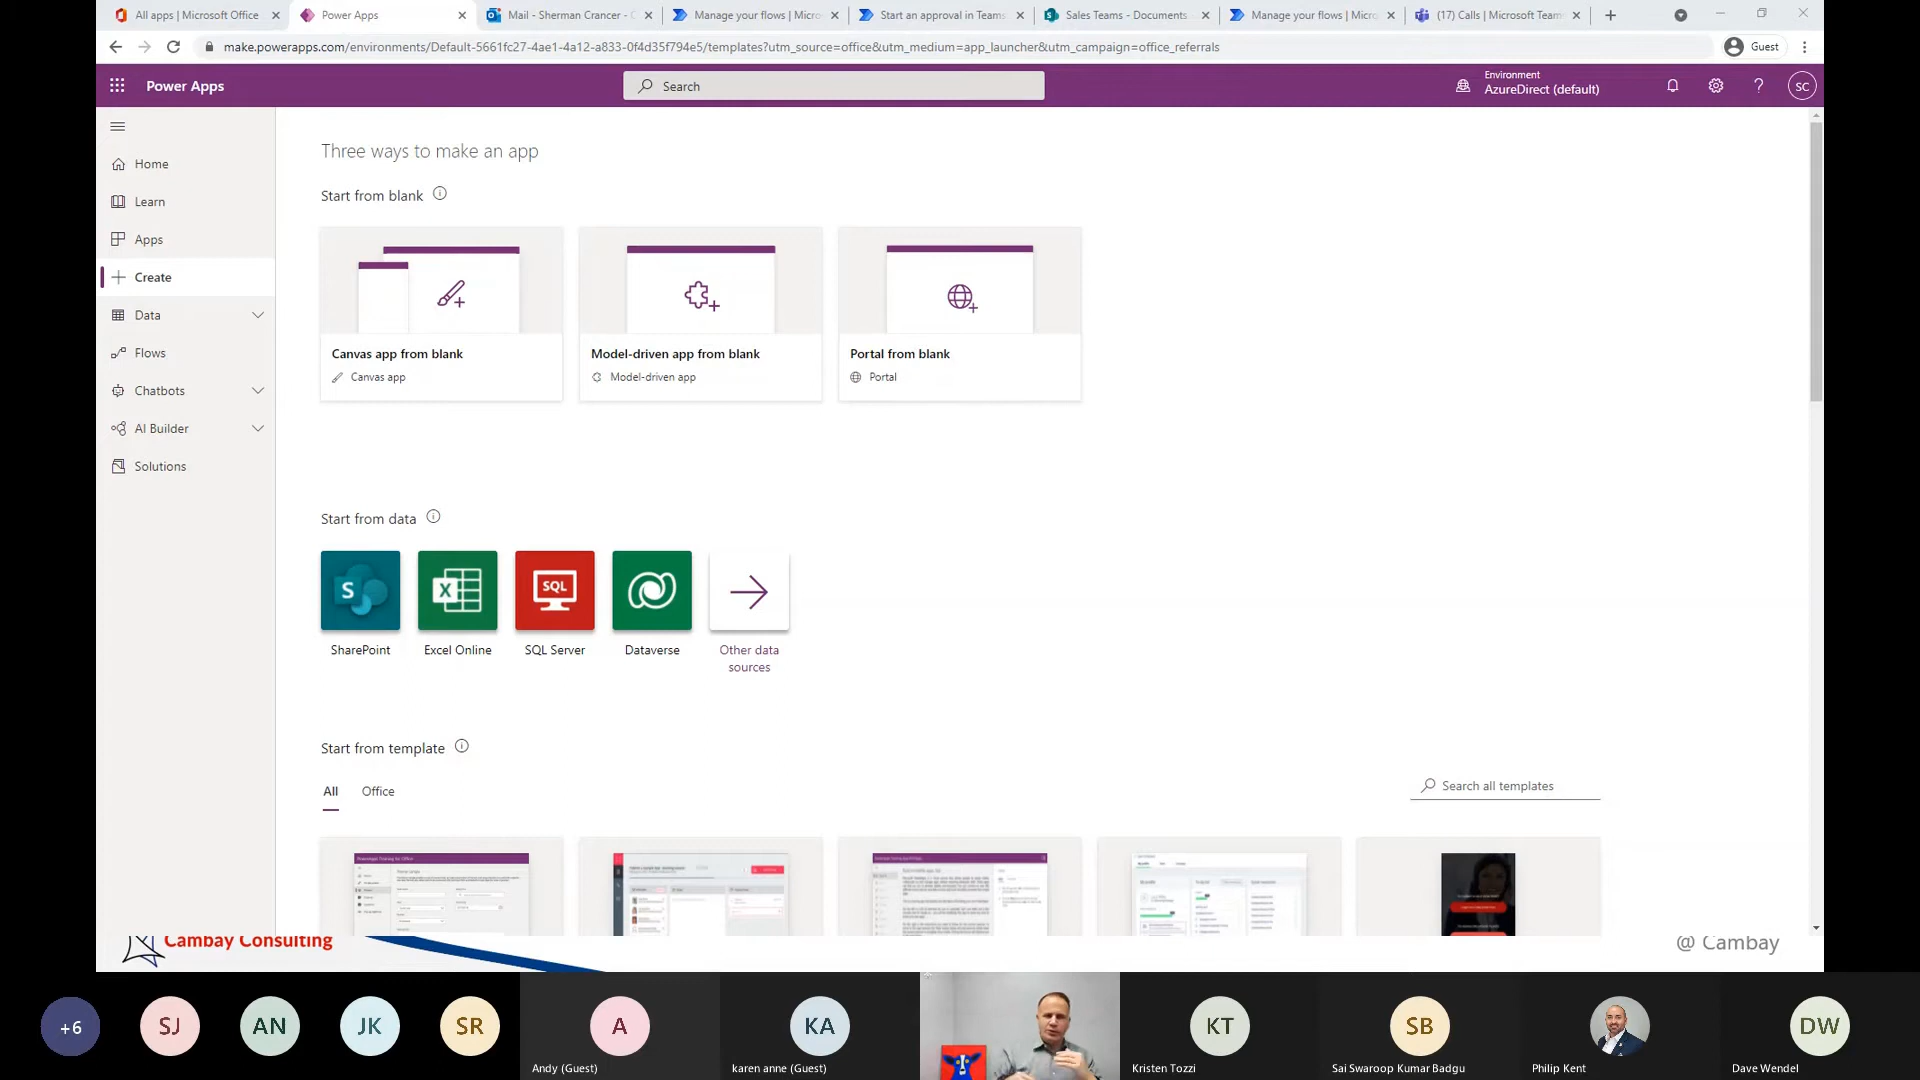 All apps | Microsoft Office
Power Apps
Mail - Sherman Crancer - 
Manage your flows | Micro
Start an approval in Teams
Sales Teams - Documents
Manage your flows | Micro
(17) Calls | Microsoft Team
make.powerapps.com/environments/Default-5661fc27-4ae1-4a12-a833-0f4d35f794e5/templates?utm_source=office&utm_medium=app_launcher&utm_campaign=office_referrals
Guest
Power Apps
Search
Environment
AzureDirect (default)
SC
Home
Learn
Apps
Create
Data
Flows
Chatbots
AI Builder
Solutions
Three ways to make an app
Start from blank
Canvas app from blank
Canvas app
Model-driven app from blank
Model-driven app
Portal from blank
Portal
Start from data
S
X
SQL
SharePoint
Excel Online
SQL Server
Dataverse
Other data
sources
Start from template
All
Office
Search all templates
Cambay Consulting
@ Cambay
+6
SJ
AN
JK
SR
A
KA
KT
SB
DW
Andy (Guest)
karen anne (Guest)
Kristen Tozzi
Sai Swaroop Kumar Badgu
Philip Kent
Dave Wendel